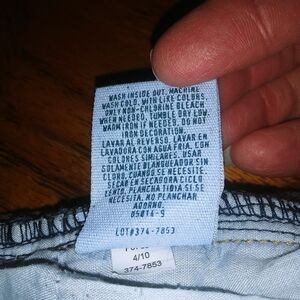 WASH INSIDE OUT. MACHINE
WASH COLD, WITH LIKE COLORS,
ONLY NON-CHLORINE BLEACH
WHEN NEEDED, TUMBLE DRY LOW.
WARM IRON IF NEEDED. DO NOT
IRON DECORATION.
LAVAR AL REVERSO. LAVAR EN
LAVADORA CON AGUA FRIA, CON
COLORES SIMILARES. USAR
SOLAMENTE BLANQUEADOR SIN
CLORO CUANDO SE NECESITE.
SECAR EN SECADORA CICLO
LENTO. PLANCHA TIBIA SI SE
NECESITA. NO PLANCHAR
ADORNO.
05014-9
LOT#374-7853
4/10
374-7853